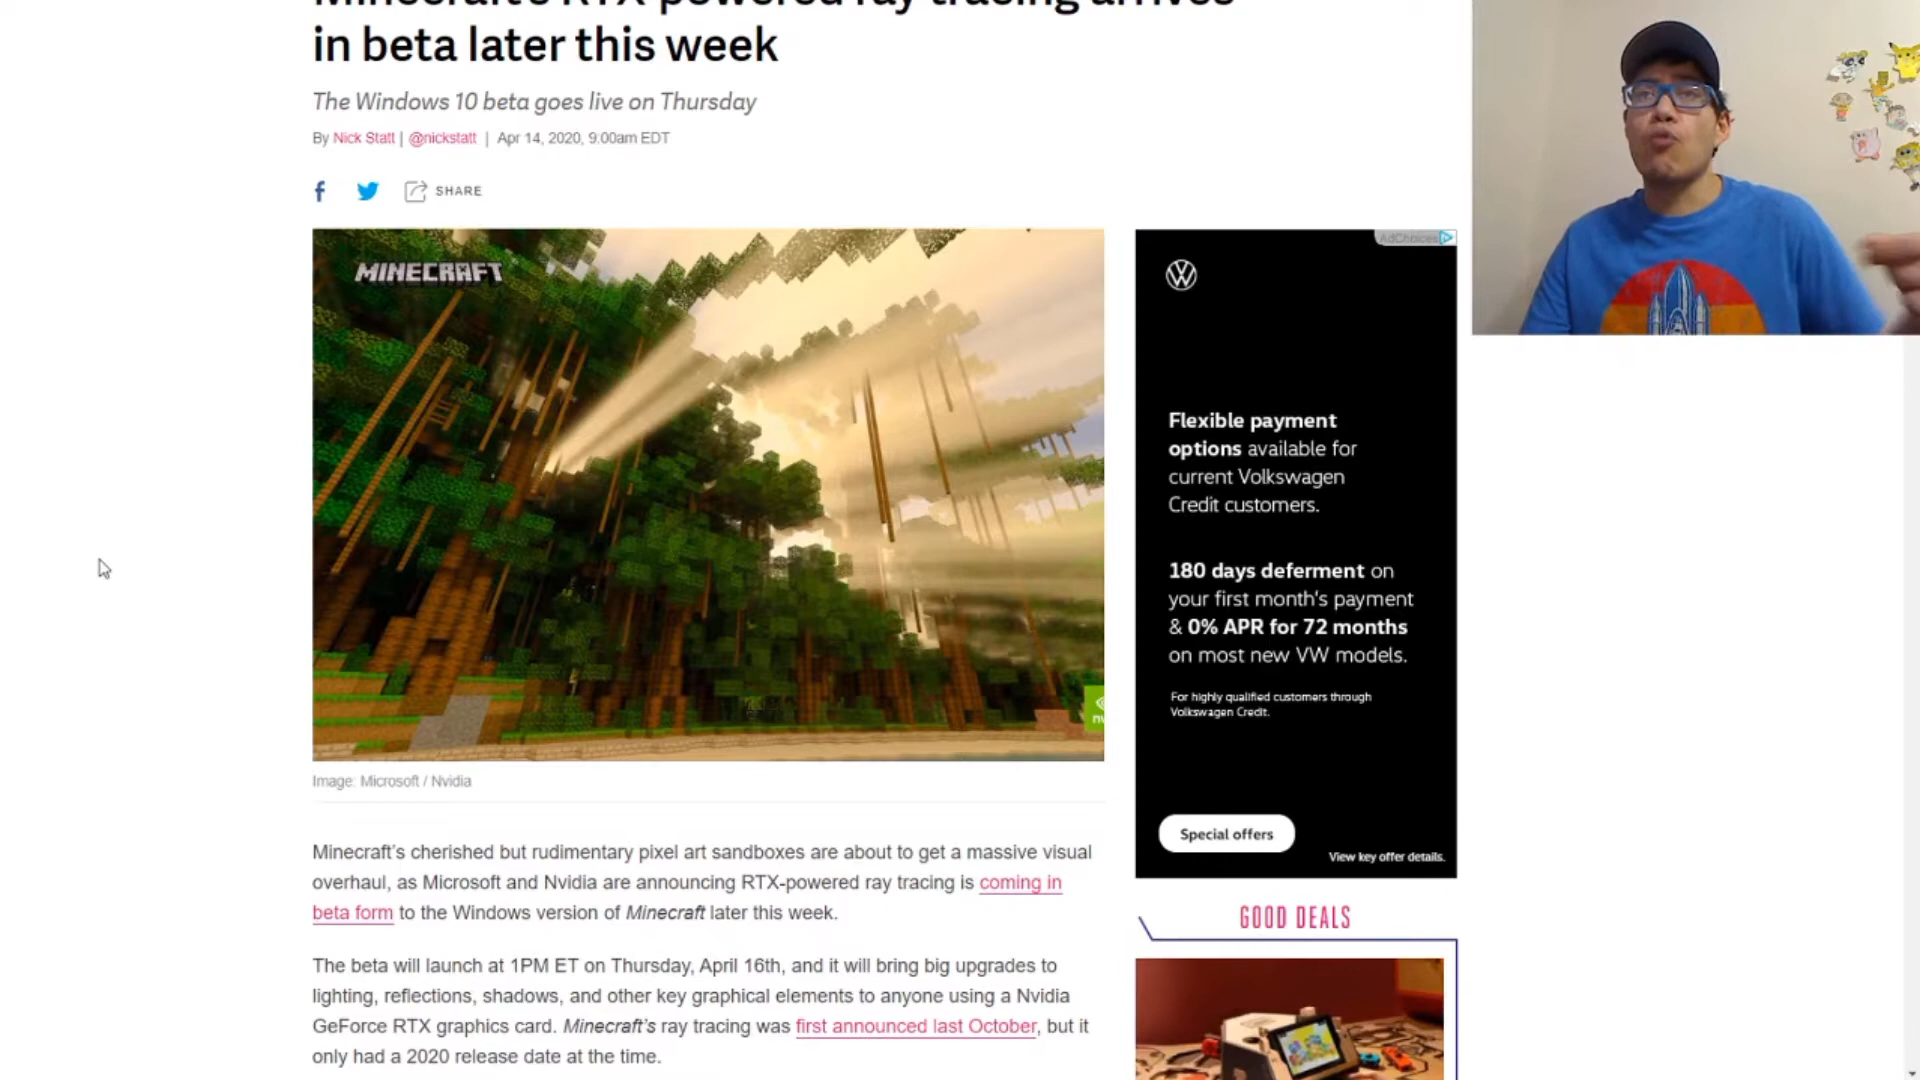 Minecraft's RTX-powered ray tracing arrives
in beta later this week
The Windows 10 beta goes live on Thursday
By Nick Statt | @nickstatt | Apr 14, 2020, 9:00am EDT
SHARE
MINECRAFT
Image: Microsoft / Nvidia
Minecraft's cherished but rudimentary pixel art sandboxes are about to get a massive visual
overhaul, as Microsoft and Nvidia are announcing RTX-powered ray tracing is coming in
beta form to the Windows version of Minecraft later this week.
The beta will launch at 1PM ET on Thursday, April 16th, and it will bring big upgrades to
lighting, reflections, shadows, and other key graphical elements to anyone using a Nvidia
GeForce RTX graphics card. Minecraft's ray tracing was first announced last October, but it
only had a 2020 release date at the time.
AdChoices
Flexible payment
options available for
current Volkswagen
Credit customers.
180 days deferment on
your first month's payment
& 0% APR for 72 months
on most new VW models.
For highly qualified customers through
Volkswagen Credit.
Special offers
View key offer details.
GOOD DEALS